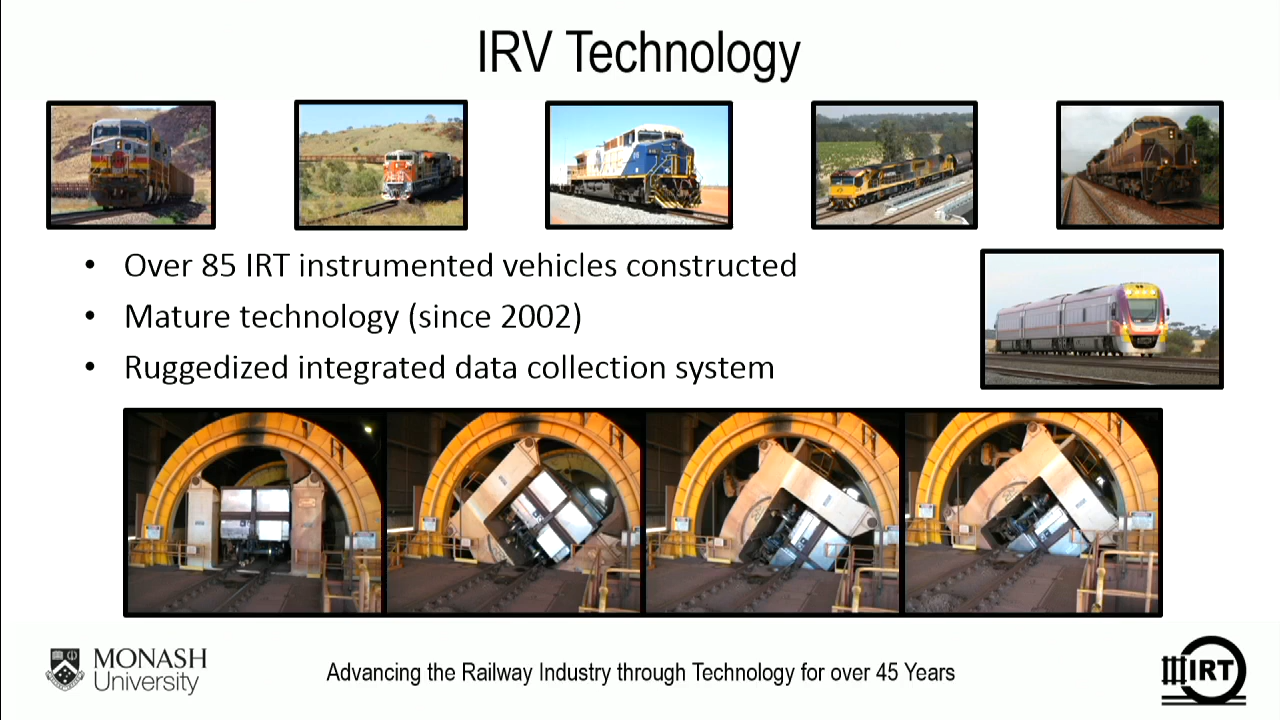 IRV Technology
• Over 85 IRT instrumented vehicles constructed
• Mature technology (since 2002)
• Ruggedized integrated data collection system
MONASH
University
Advancing the Railway Industry through Technology for over 45 Years
IRT